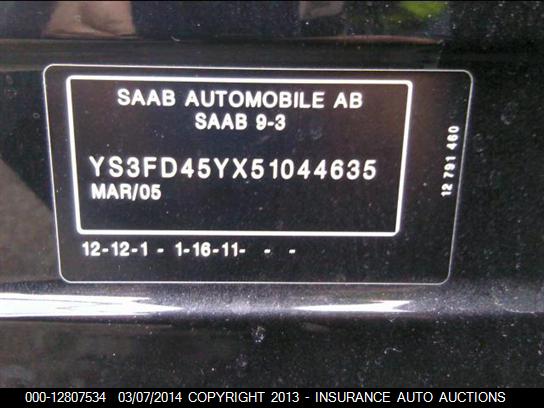 SAAB AUTOMOBILE AB
SAAB 9-3
YS3FD45YX51044635
MAR/05
12-12-1 - 1-16-11- - -
12 791 460
000-12807534 03/07/2014 COPYRIGHT 2013 - INSURANCE AUTO AUCTIONS